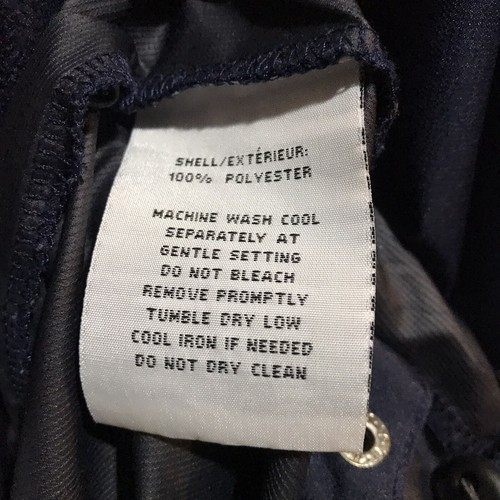 SHELL/EXTÉRIEUR:
100% POLYESTER
MACHINE WASH COOL
SEPARATELY AT
GENTLE SETTING
DO NOT BLEACH
REMOVE PROMPTLY
TUMBLE DRY LOW
COOL IRON IF NEEDED
DO NOT DRY CLEAN